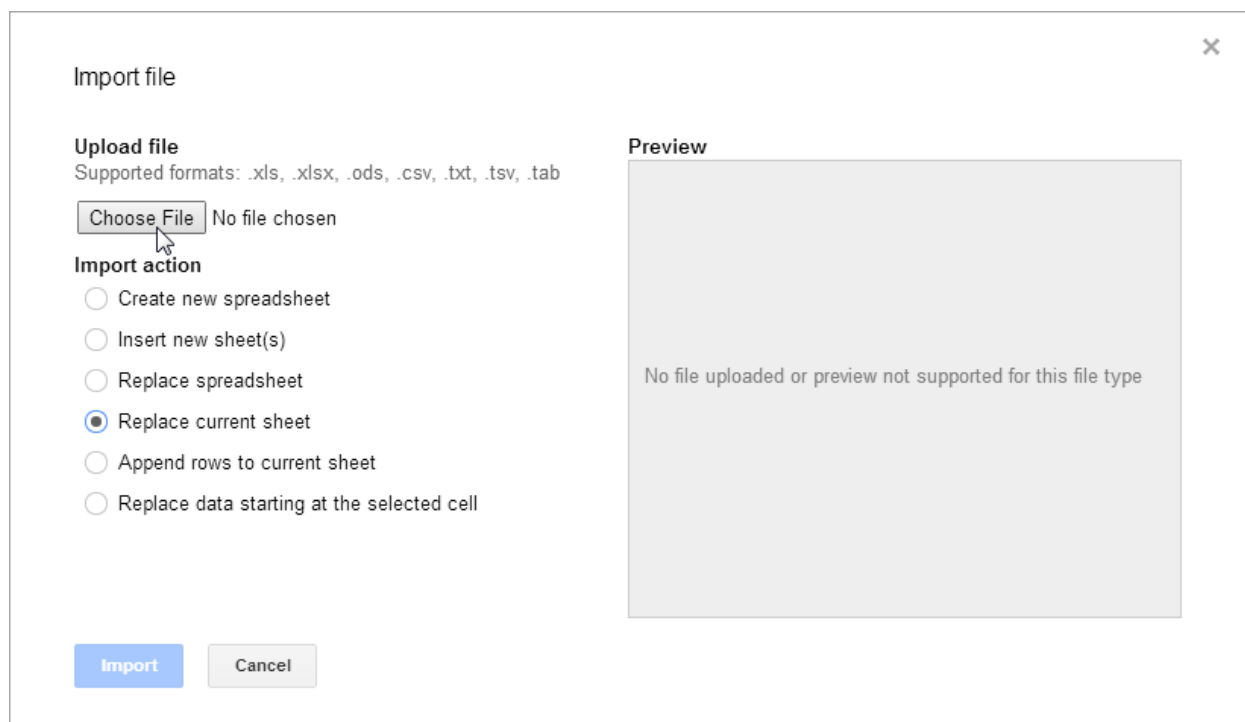 ×
Import file
Upload file
Supported formats: .xls, .xlsx, .ods, .csv, .txt, .tsv, .tab
Choose File No file chosen
Import action
Create new spreadsheet
Insert new sheet(s)
Replace spreadsheet
Replace current sheet
Append rows to current sheet
Replace data starting at the selected cell
Preview
No file uploaded or preview not supported for this file type
Import Cancel